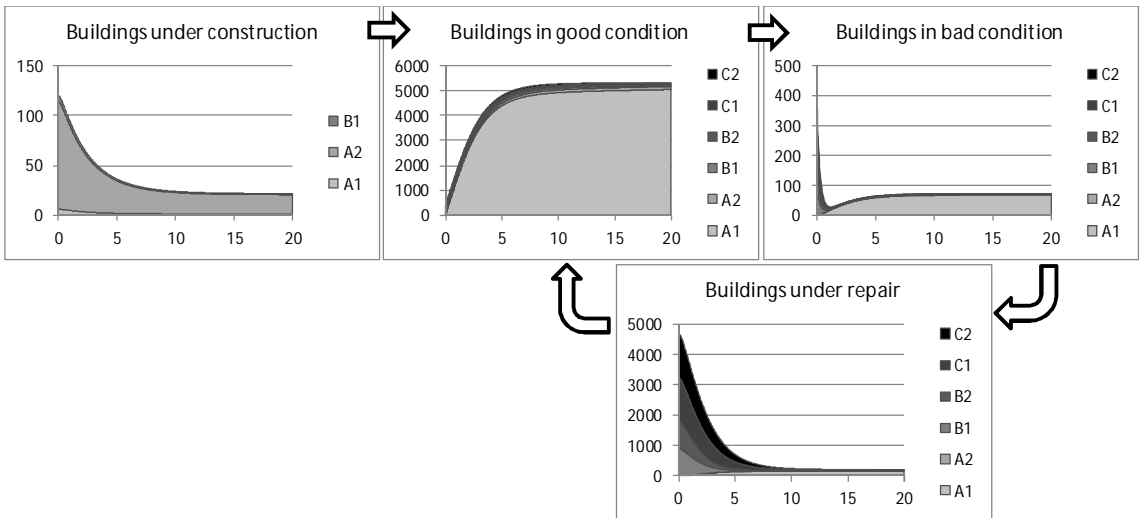 Buildings under construction
150
100
50
0
0 5 10 15 20
B1
A2
A1
Buildings in good condition
6000
5000
4000
3000
2000
1000
0
0 5 10 15 20
C2
C1
B2
B1
A2
A1
Buildings in bad condition
500
400
300
200
100
0
0 5 10 15 20
C2
C1
B2
B1
A2
A1
Buildings under repair
5000
4000
3000
2000
1000
0
0 5 10 15 20
C2
C1
B2
B1
A2
A1